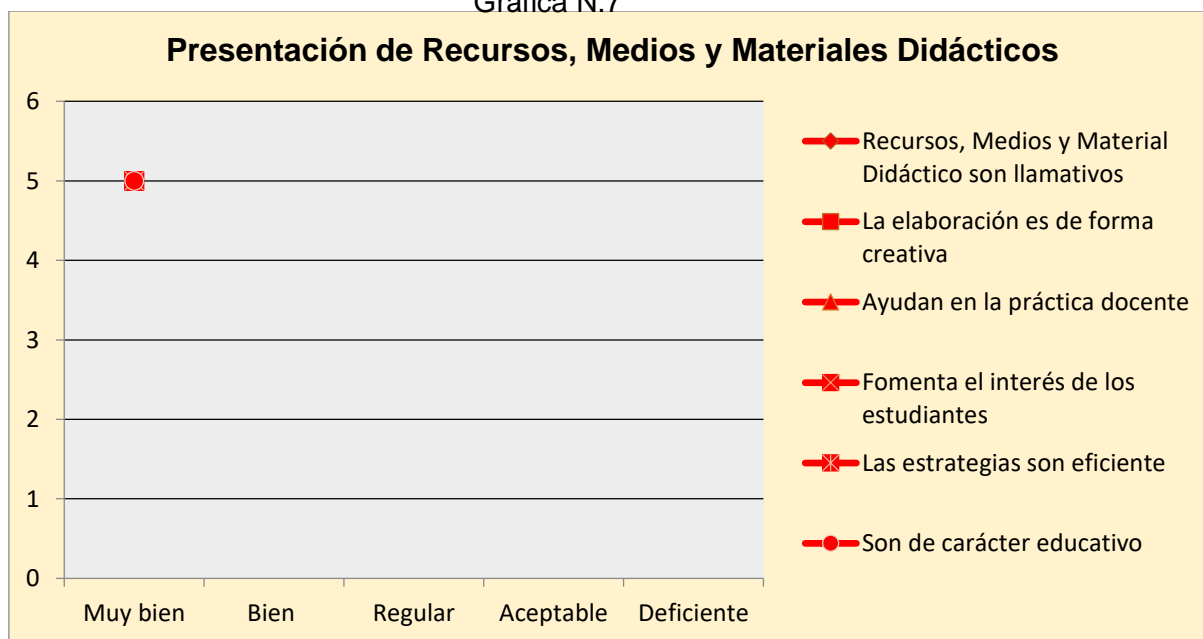 Gráfica N.7
Presentación de Recursos, Medios y Materiales Didácticos
6
5
4
3
2
1
0
Muy bien Bien Regular Aceptable Deficiente
Recursos, Medios y Material
Didáctico son llamativos
La elaboración es de forma
creativa
Ayudan en la práctica docente
Fomenta el interés de los
estudiantes
Las estrategias son eficiente
Son de carácter educativo